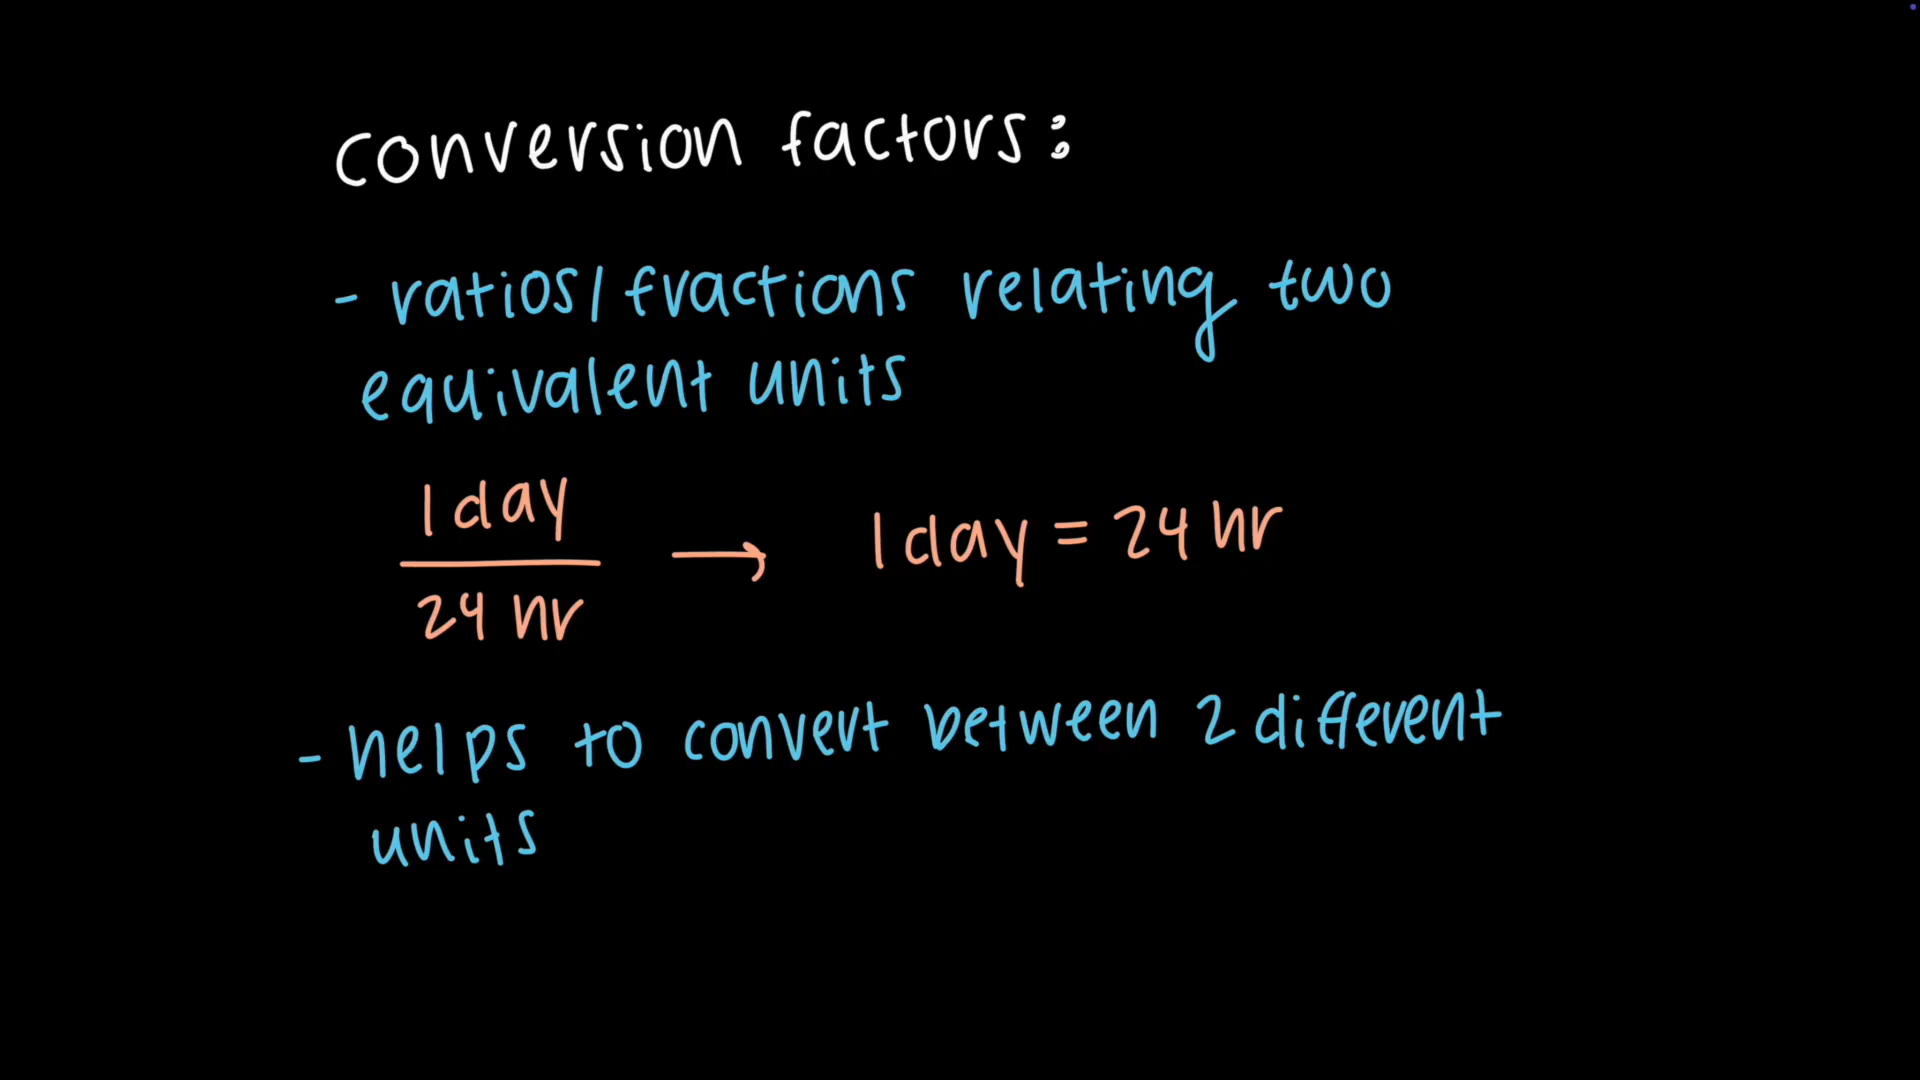 conversion factors:
- ratios/fractions relating two
equivalent units
1 day
24 hr
→ 1 day = 24 hr
- helps to convert between 2 different
units